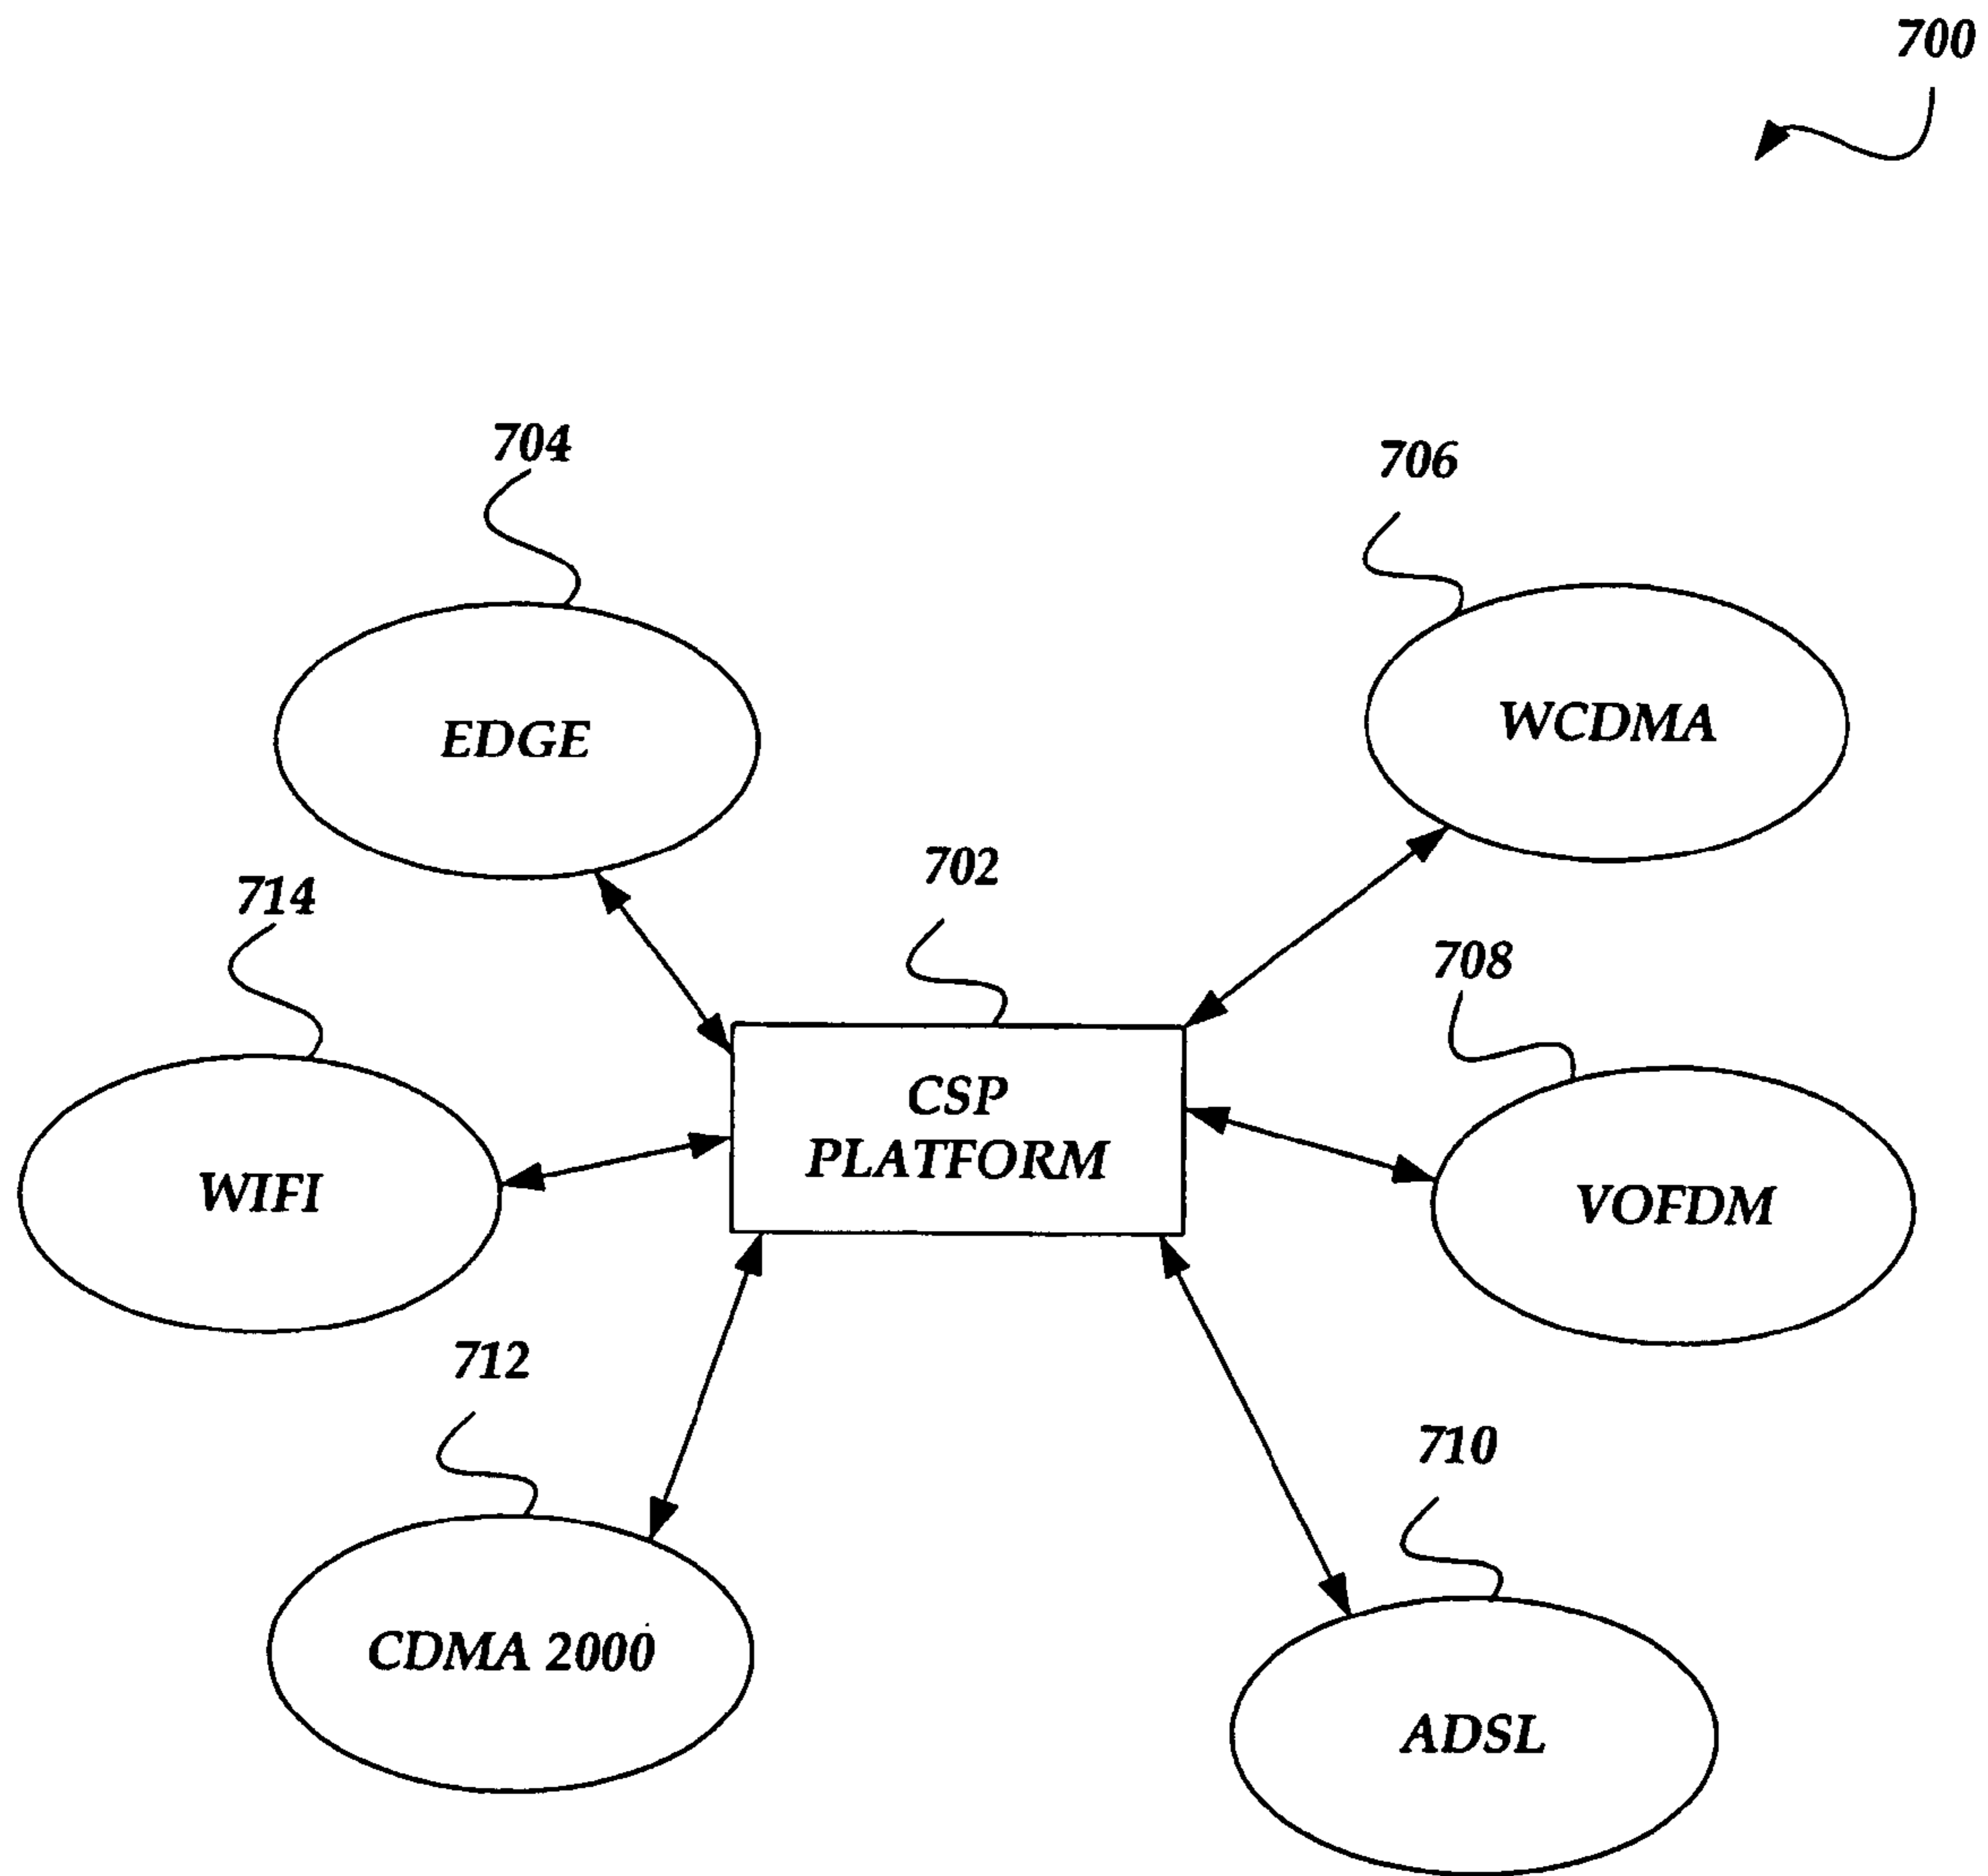 700
704
706
EDGE
WCDMA
702
714
708
CSP
PLATFORM
WIFI
VOFDM
712
710
CDMA 2000
ADSL